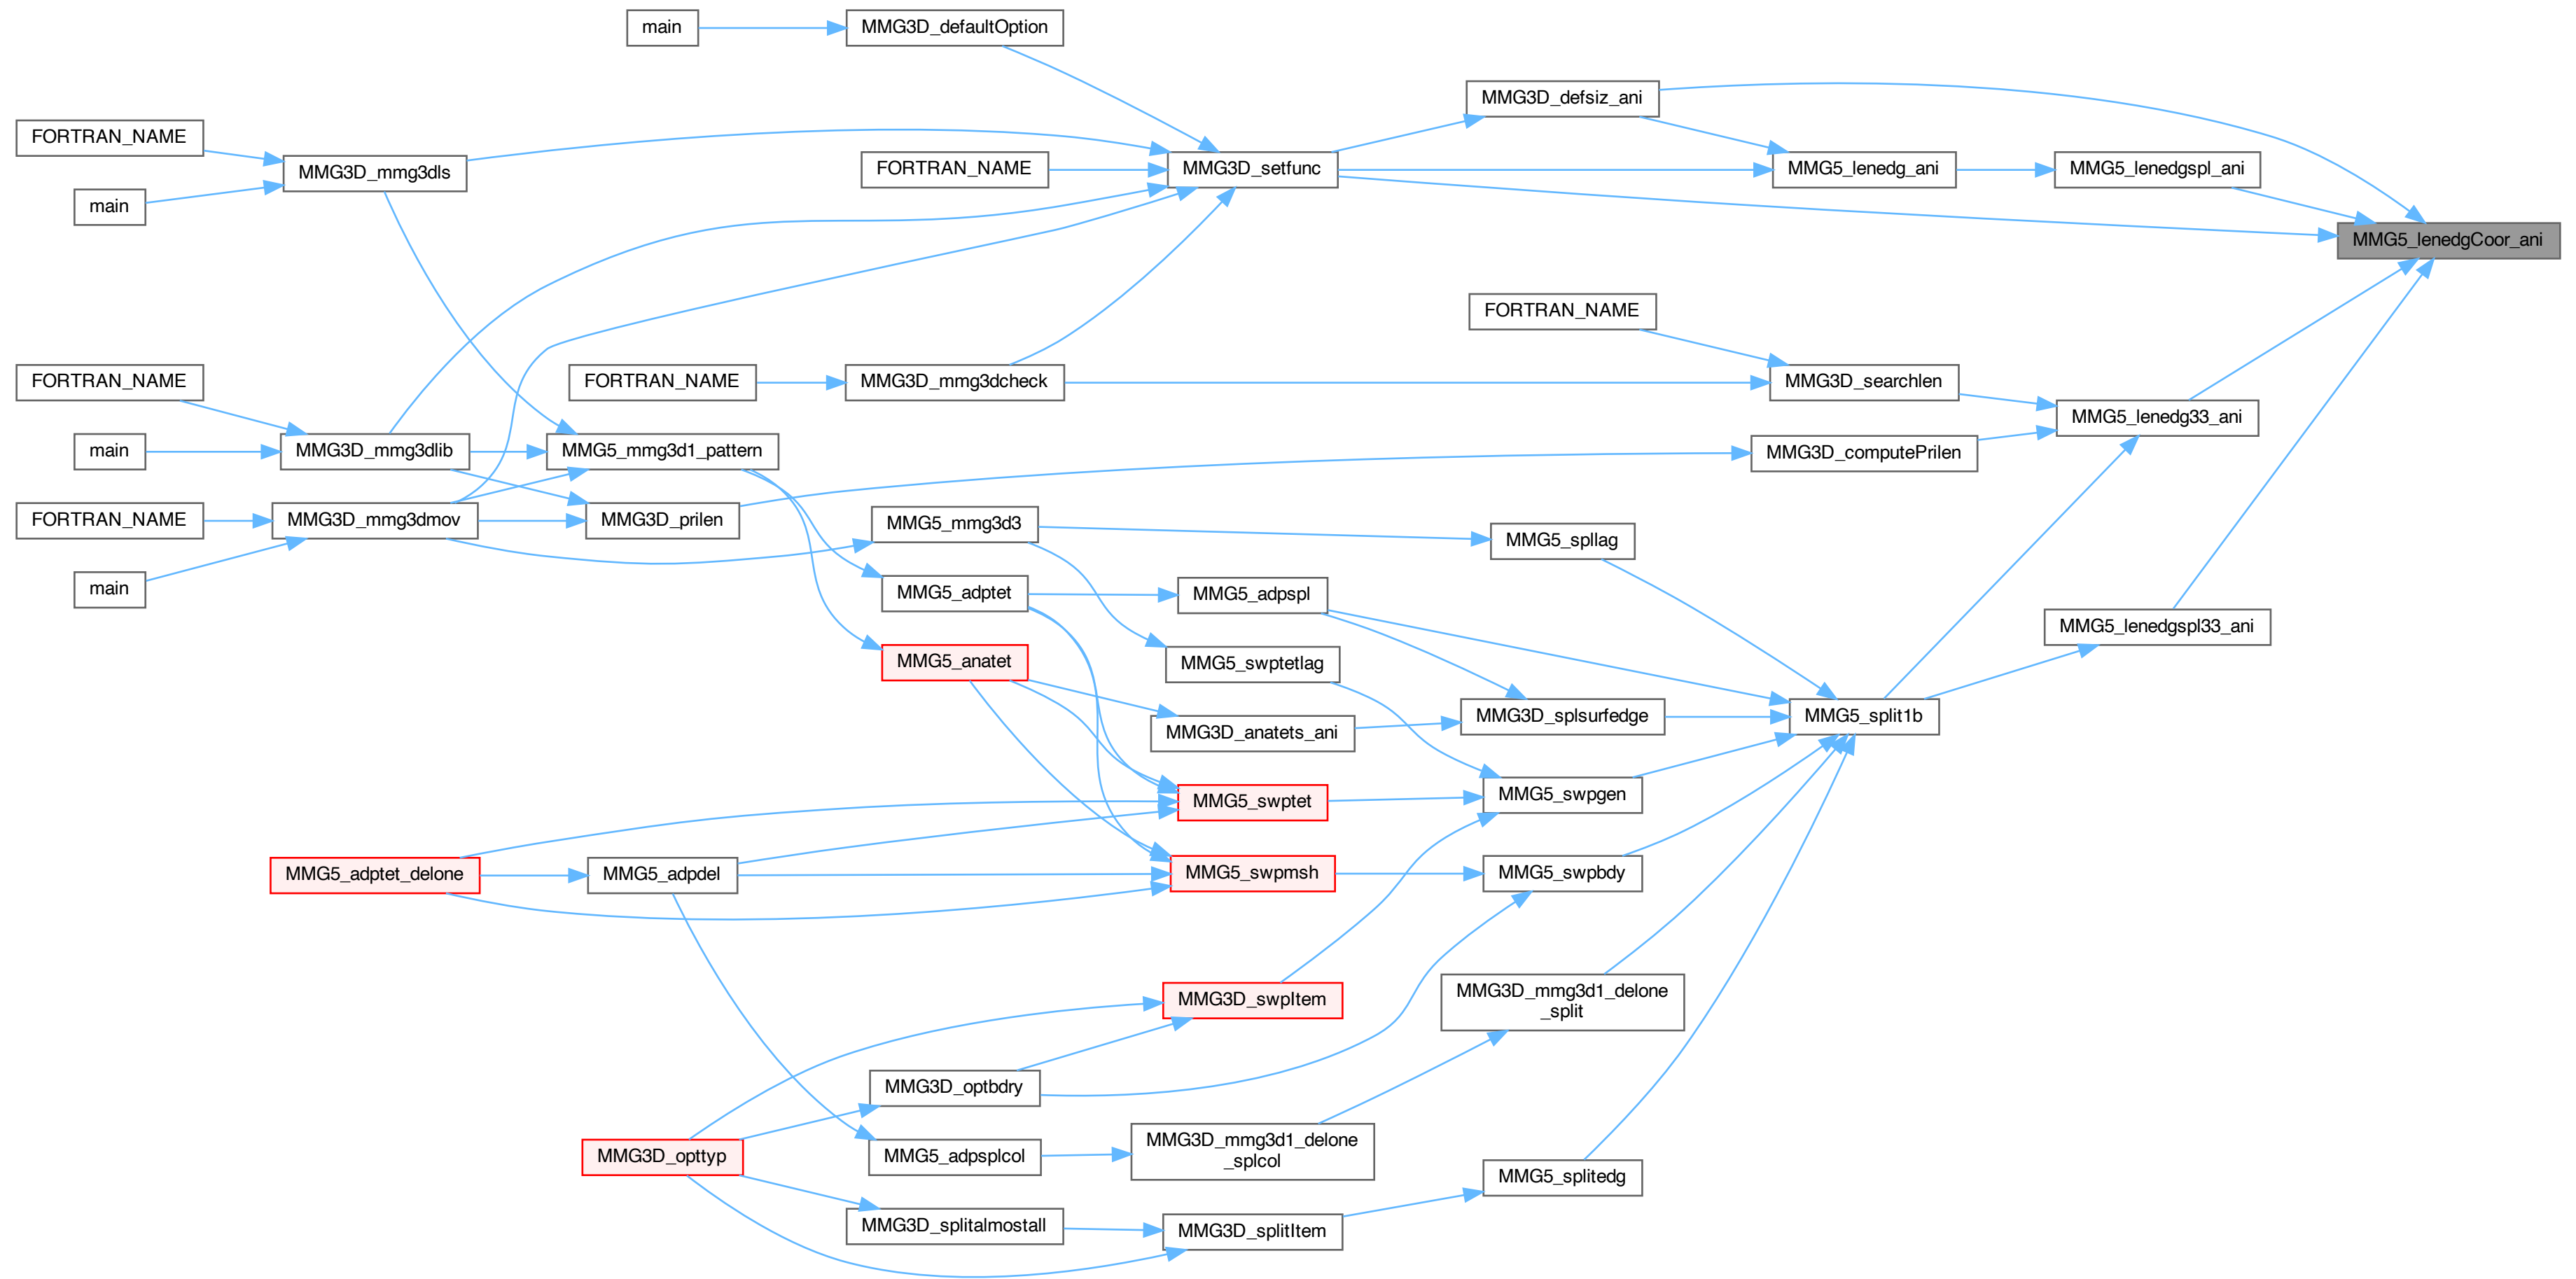 main
MMG3D_defaultOption
MMG3D_defsiz_ani
FORTRAN_NAME
MMG3D_mmg3dls
FORTRAN_NAME
MMG3D_setfunc
MMG5_lenedg_ani
MMG5_lenedgspl_ani
main
MMG5_lenedgCoor_ani
FORTRAN_NAME
FORTRAN_NAME
FORTRAN_NAME
MMG3D_mmg3dcheck
MMG3D_searchlen
MMG5_lenedg33_ani
main
MMG3D_mmg3dlib
MMG5_mmg3d1_pattern
MMG3D_computePrilen
FORTRAN_NAME
MMG3D_mmg3dmov
MMG3D_prilen
MMG5_mmg3d3
MMG5_spllag
main
MMG5_adptet
MMG5_adpspl
MMG5_lenedgspl33_ani
MMG5_anatet
MMG5_swptetlag
MMG3D_anatets_ani
MMG3D_splsurfedge
MMG5_split1b
MMG5_swptet
MMG5_swpgen
MMG5_adptet_delone
MMG5_adpdel
MMG5_swpmsh
MMG5_swpbdy
MMG3D_swpItem
MMG3D_mmg3d1_delone
_split
MMG3D_optbdry
MMG3D_opttyp
MMG5_adpsplcol
MMG3D_mmg3d1_delone
_splcol
MMG5_splitedg
MMG3D_splitalmostall
MMG3D_splitItem